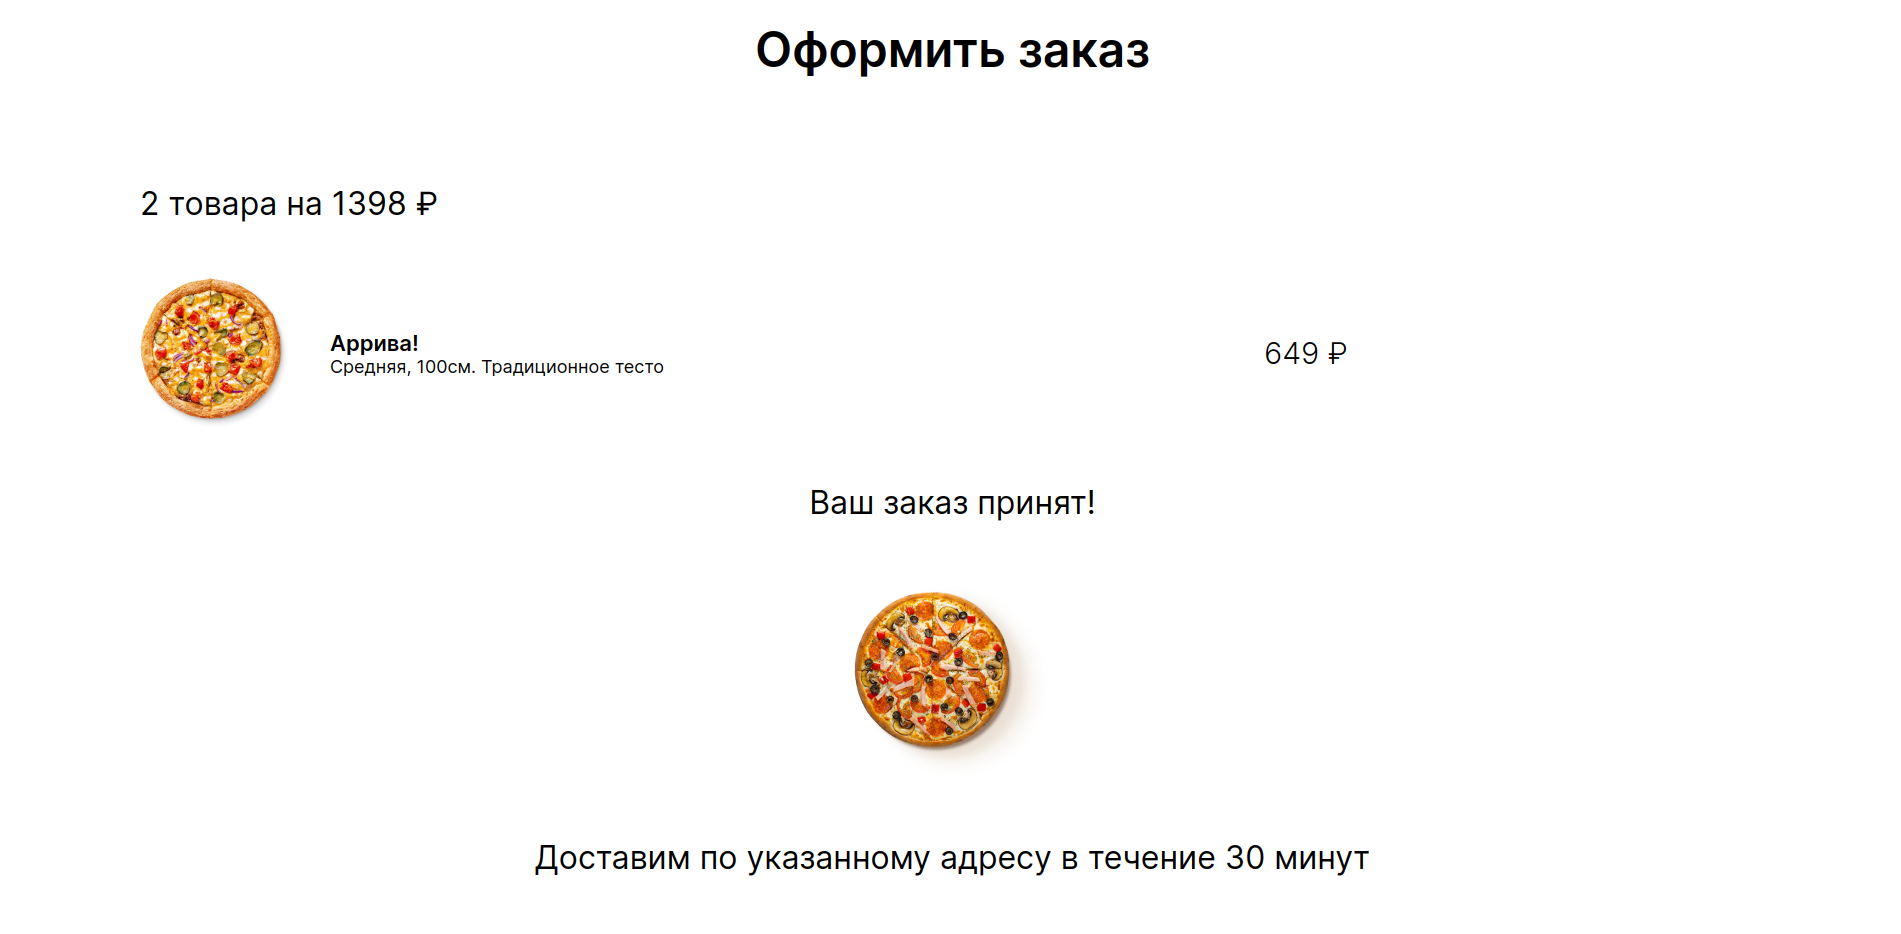 Оформить заказ
2 товара на 1398 ₽
Аррива!
Средняя, 100см. Традиционное тесто
649 ₽
Ваш заказ принят!
Доставим по указанному адресу в течение 30 минут